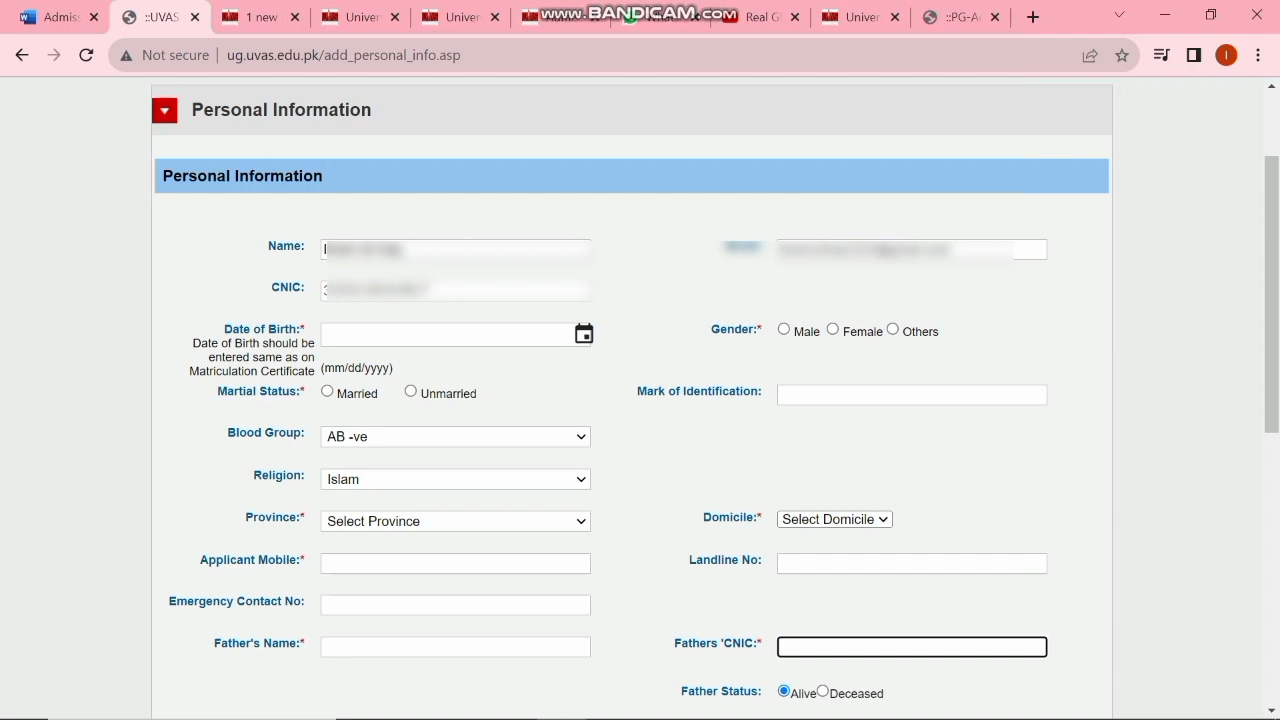 www.BANDICAM.com
Admiss
::UVAS
1 new
Univer
Univer
Real G
Univer
::PG-Ac
Not secure
ug.uvas.edu.pk/add_personal_info.asp
I
Personal Information
Personal Information
Name:
CNIC:
Date of Birth:*
Date of Birth should be
entered same as on
Matriculation Certificate
(mm/dd/yyyy)
Gender:* Male Female Others
Martial Status:* Married Unmarried
Mark of Identification:
Blood Group: AB -ve
Religion: Islam
Province:* Select Province
Domicile:* Select Domicile
Applicant Mobile:*
Landline No:
Emergency Contact No:
Father's Name:*
Fathers 'CNIC:*
Father Status: Alive Deceased